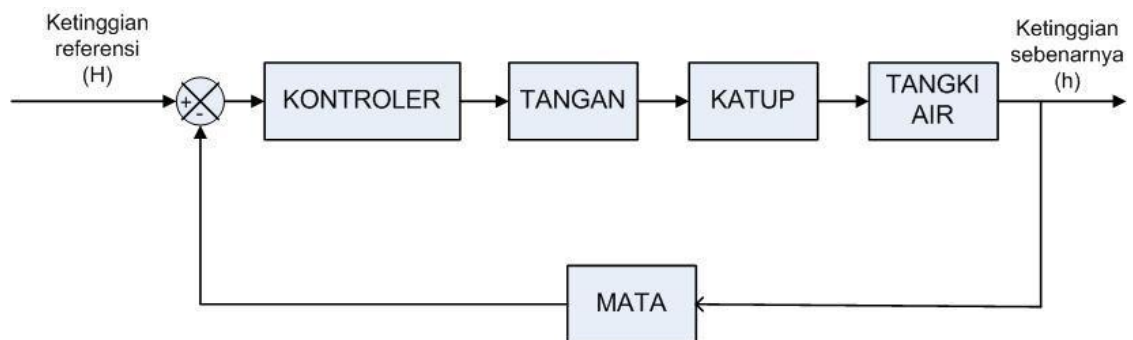 Ketinggian
referensi
(H)
Ketinggian
sebenarnya
(h)
+
-
KONTROLER
TANGAN
KATUP
TANGKI
AIR
MATA